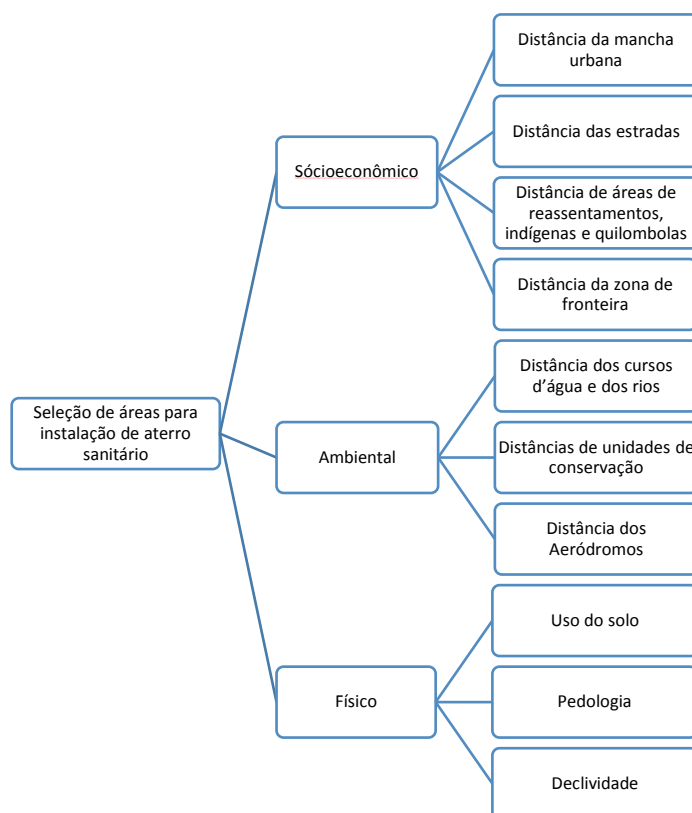 Distância da mancha
urbana
Distância das estradas
Sócioeconômico
Distância de áreas de
reassentamentos,
indígenas e quilombolas
Distância da zona de
fronteira
Seleção de áreas para
instalação de aterro
sanitário
Distância dos cursos
d’água e dos rios
Ambiental
Distâncias de unidades de
conservação
Distância dos
Aeródromos
Uso do solo
Físico
Pedologia
Declividade